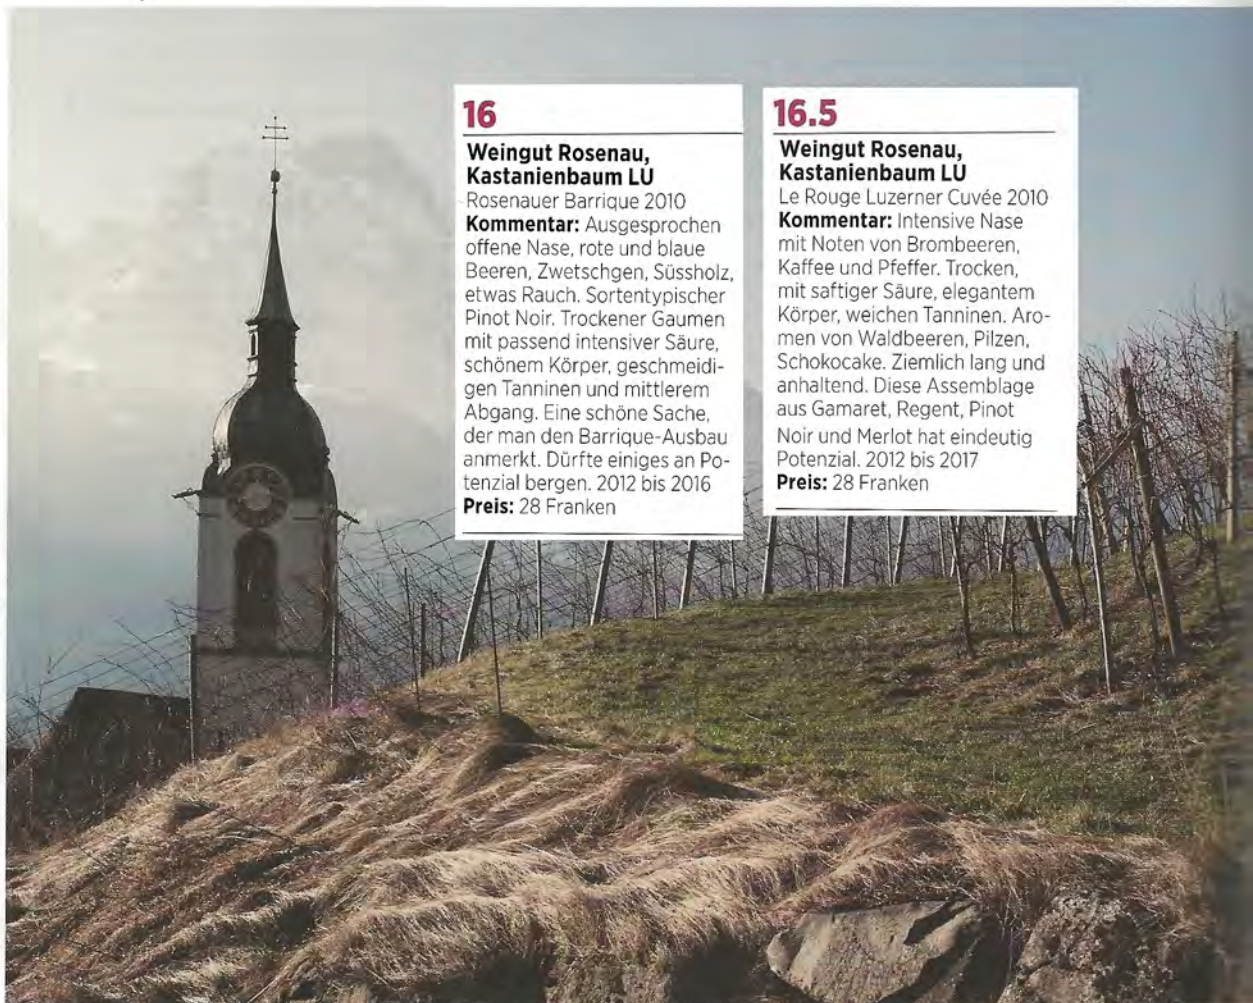 16
Weingut Rosenau,
Kastanienbaum LU
Rosenauer Barrique 2010
Kommentar: Ausgesprochen
offene Nase, rote und blaue
Beeren, Zwetschgen, Süssholz,
etwas Rauch. Sortentypischer
Pinot Noir. Trockener Gaumen
mit passend intensiver Säure,
schönem Körper, geschmeidi-
gen Tanninen und mittlerem
Abgang. Eine schöne Sache,
der man den Barrique-Ausbau
anmerkt. Dürfte einiges an Po-
tenzial bergen. 2012 bis 2016
Preis: 28 Franken
16.5
Weingut Rosenau,
Kastanienbaum LU
Le Rouge Luzerner Cuvée 2010
Kommentar: Intensive Nase
mit Noten von Brombeeren,
Kaffee und Pfeffer. Trocken,
mit saftiger Säure, elegantem
Körper, weichen Tanninen. Aro-
men von Waldbeeren, Pilzen,
Schokocake. Ziemlich lang und
anhaltend. Diese Assemblage
aus Gamaret, Regent, Pinot
Noir und Merlot hat eindeutig
Potenzial. 2012 bis 2017
Preis: 28 Franken